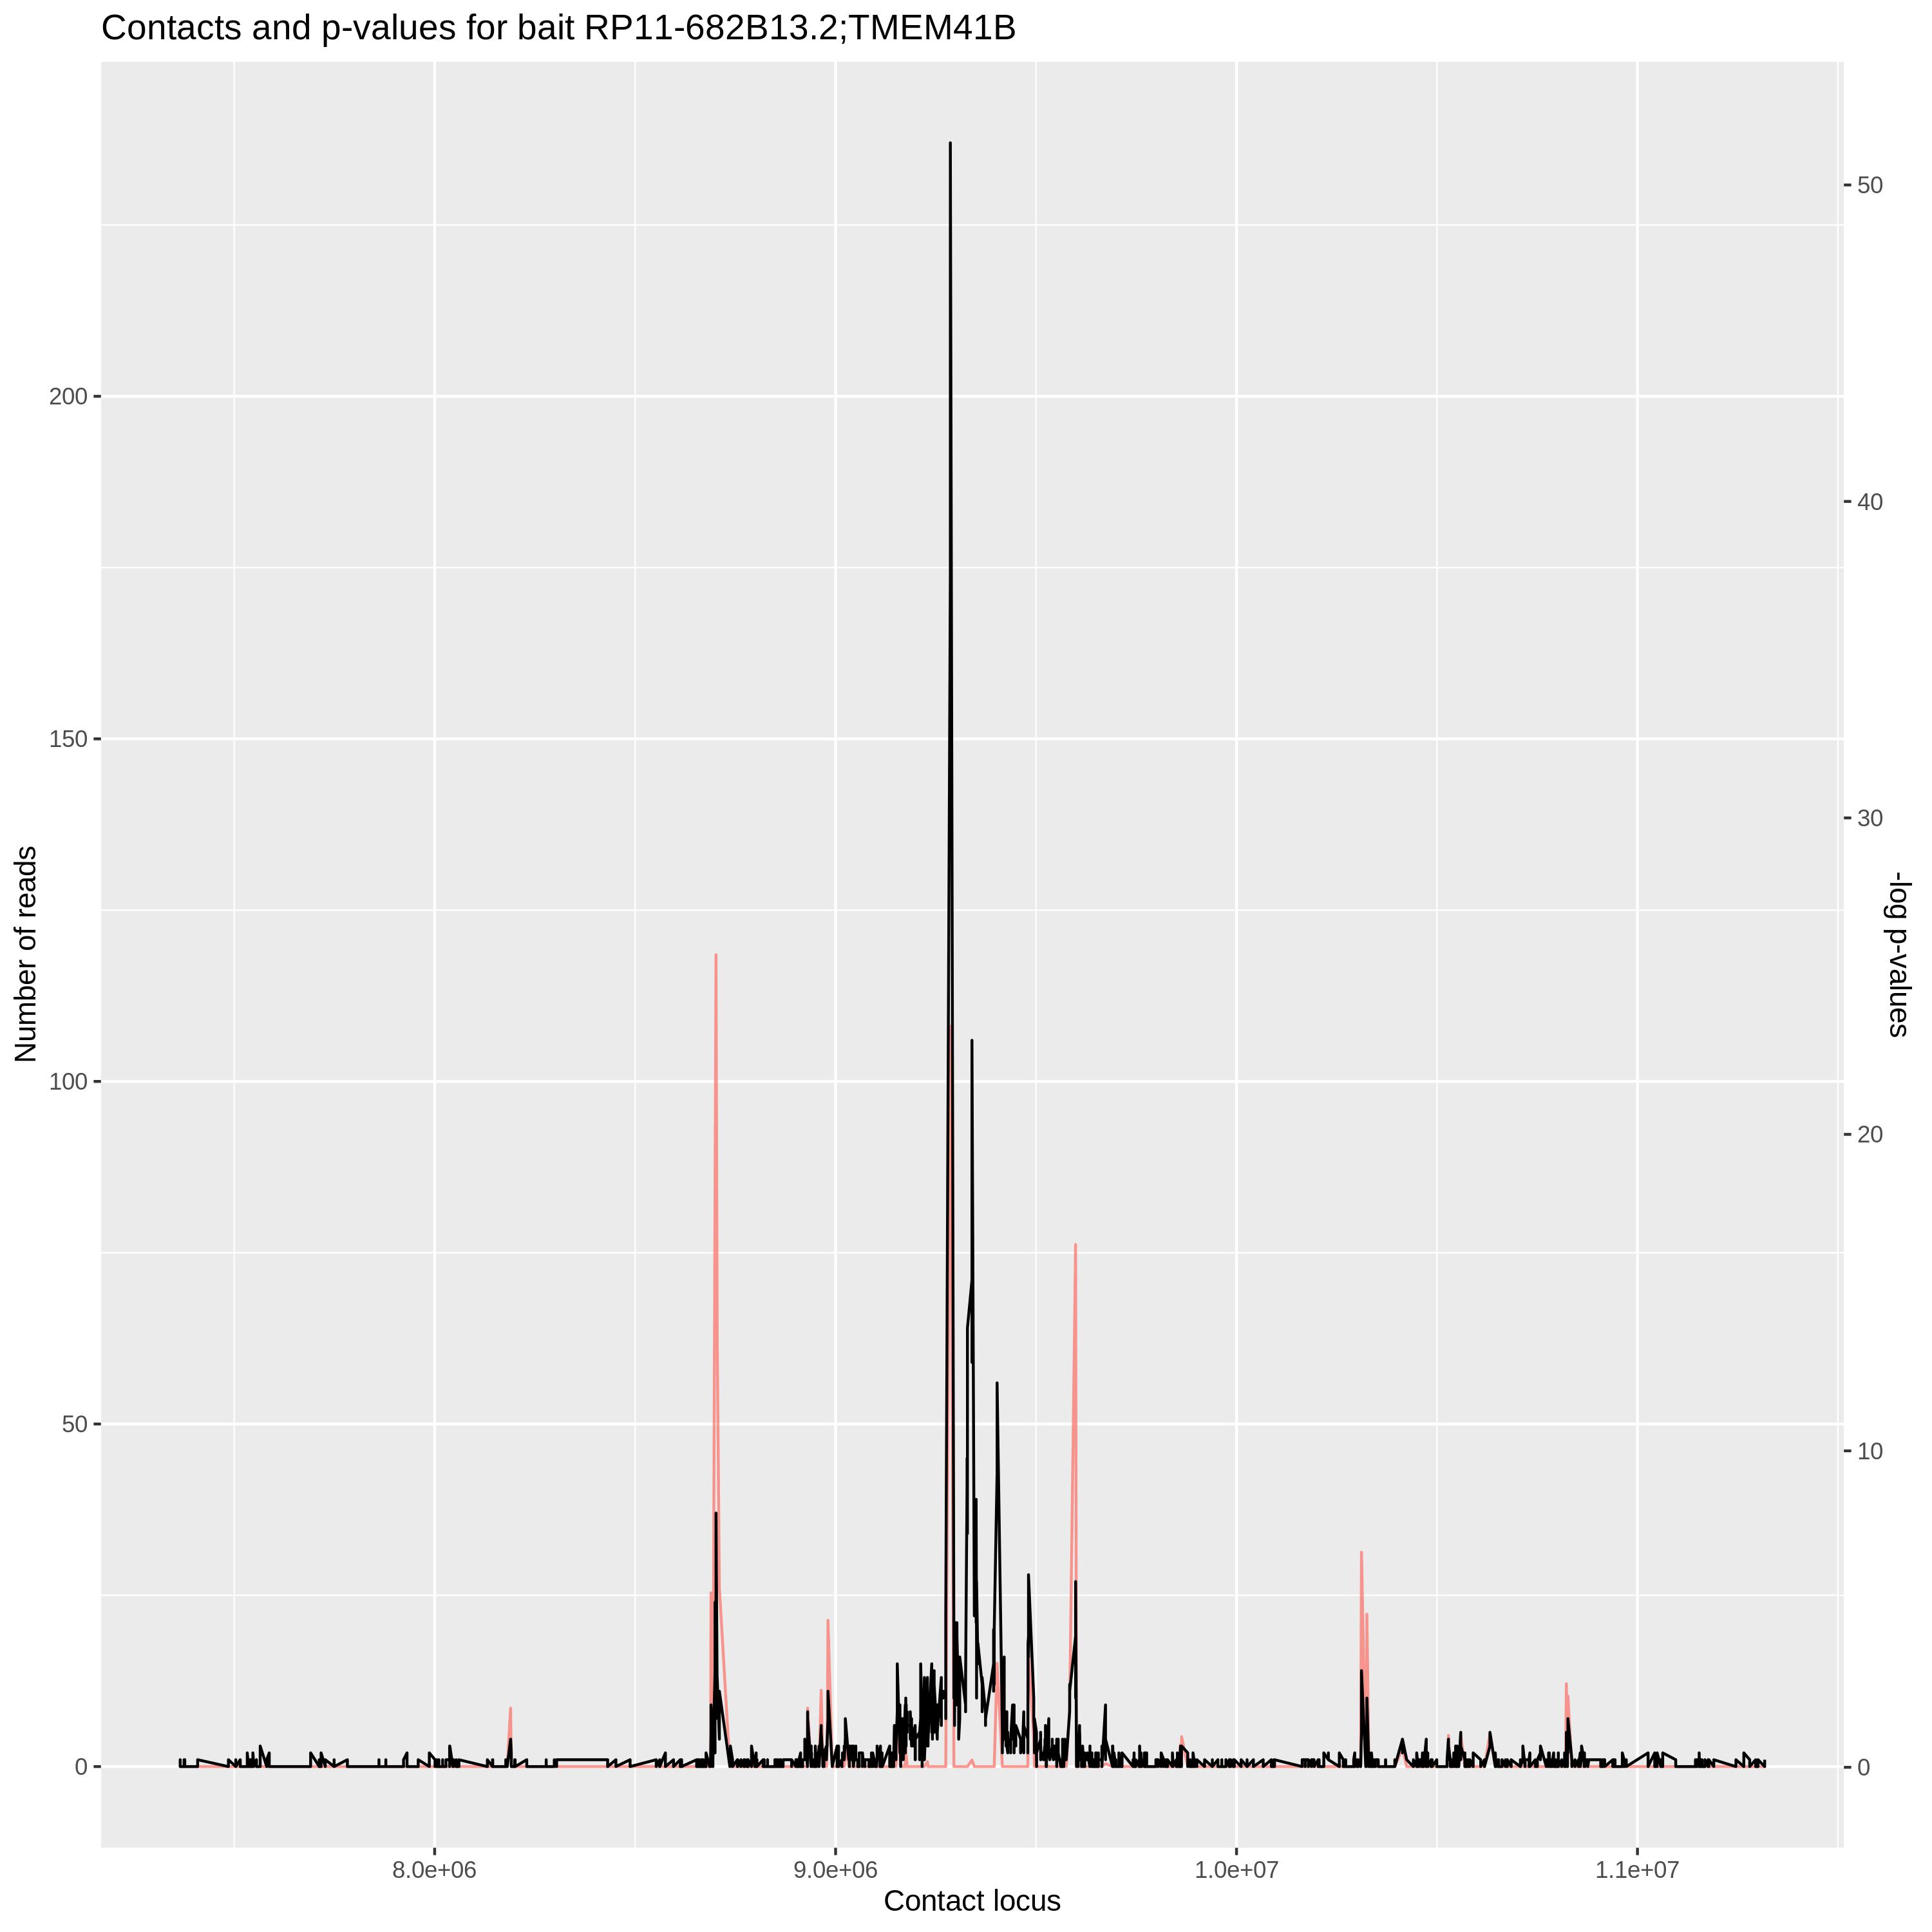 Contacts and p-values for bait RP11-682B13.2;TMEM41B
Number of reads
200
150
100
50
0
50
40
30
20
10
0
-log p-values
8.0e+06 9.0e+06 1.0e+07 1.1e+07
Contact locus